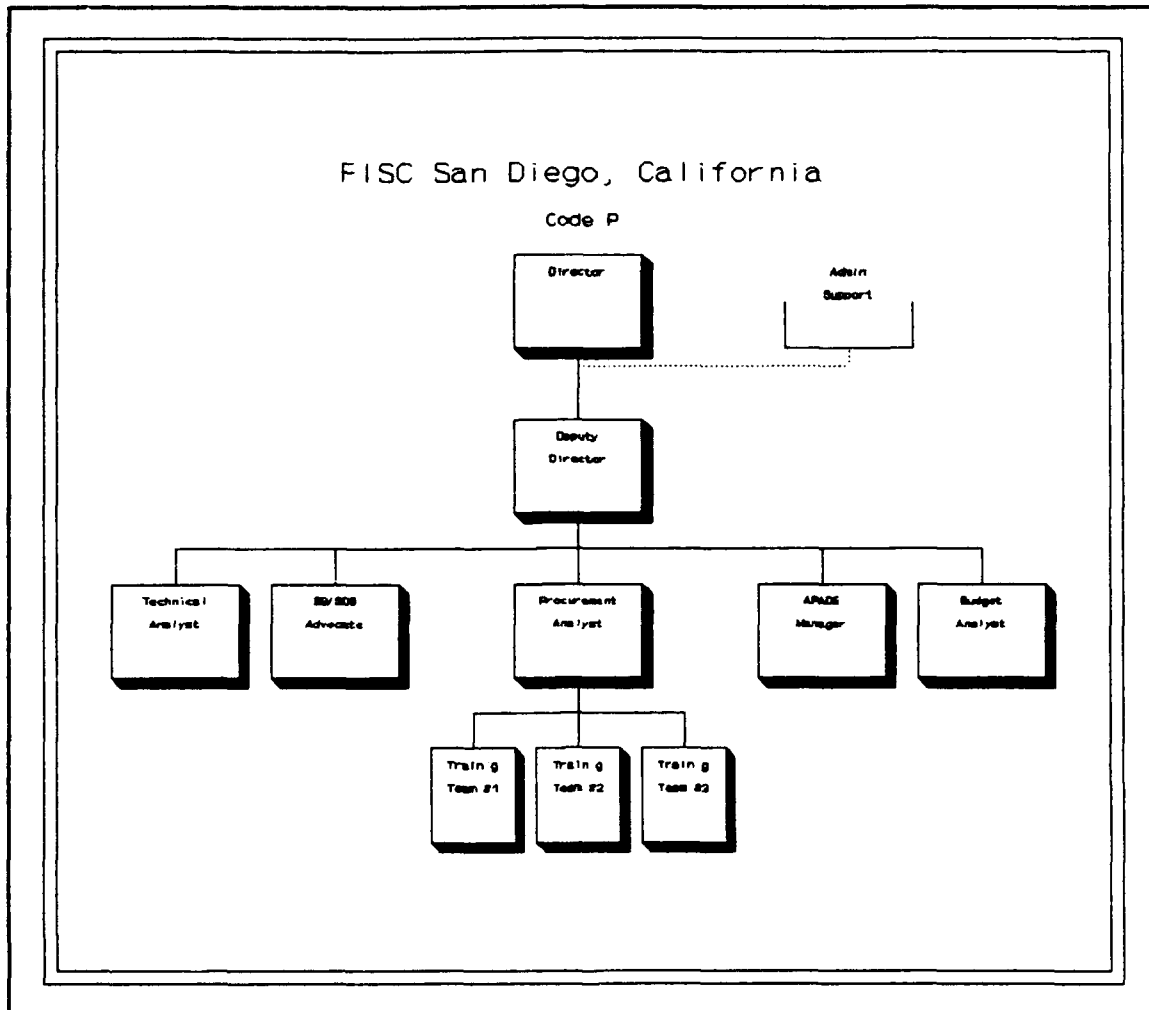 FISC San Diego, California
Code P
Director
Admin
Support
Deputy
Director
Technical
Analyst
SB/SDB
Advocate
Procurement
Analyst
APADE
Manager
Budget
Analyst
Train g
Team #1
Train g
Team #2
Train g
Team #3